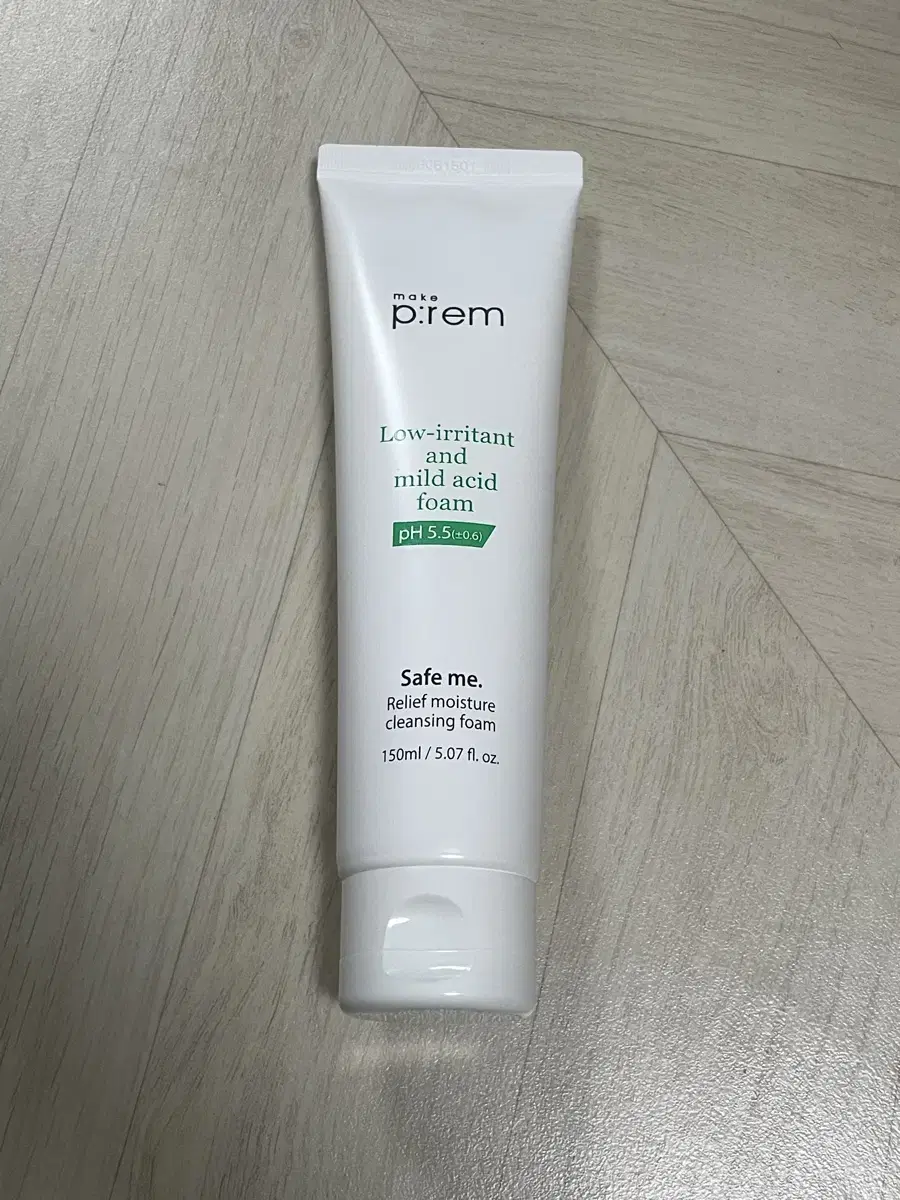 make
p:rem
Low-irritant
and
mild acid
foam
pH 5.5(±0.6)
Safe me.
Relief moisture
cleansing foam
150ml / 5.07 fl. oz.